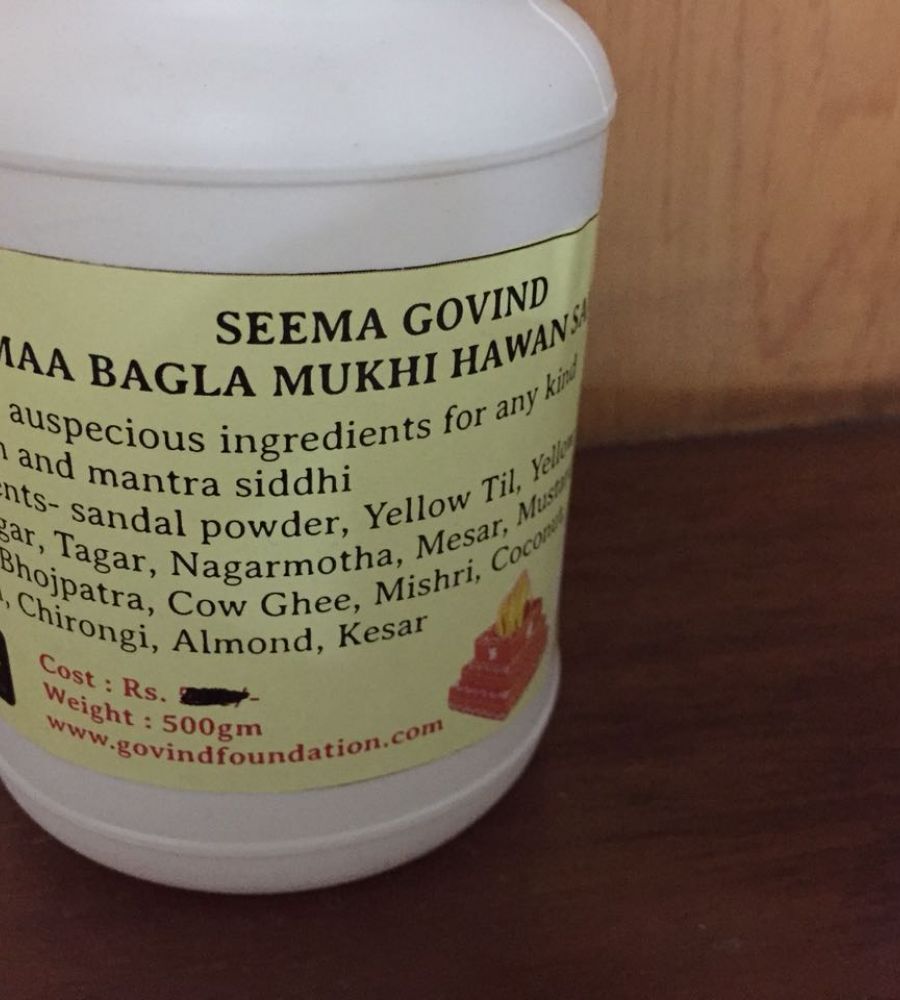 SEEMA GOVIND
MAA BAGLA MUKHI HAWAN
auspecious ingredients for any kind
and mantra siddhi
sandal powder, Yellow Til,
Tagar, Nagarmotha, Mesar,
Bhojpatra, Cow Ghee, Mishri,
Chirongi, Almond, Kesar
Cost : Rs.
Weight : 500gm
www.govindfoundation.com